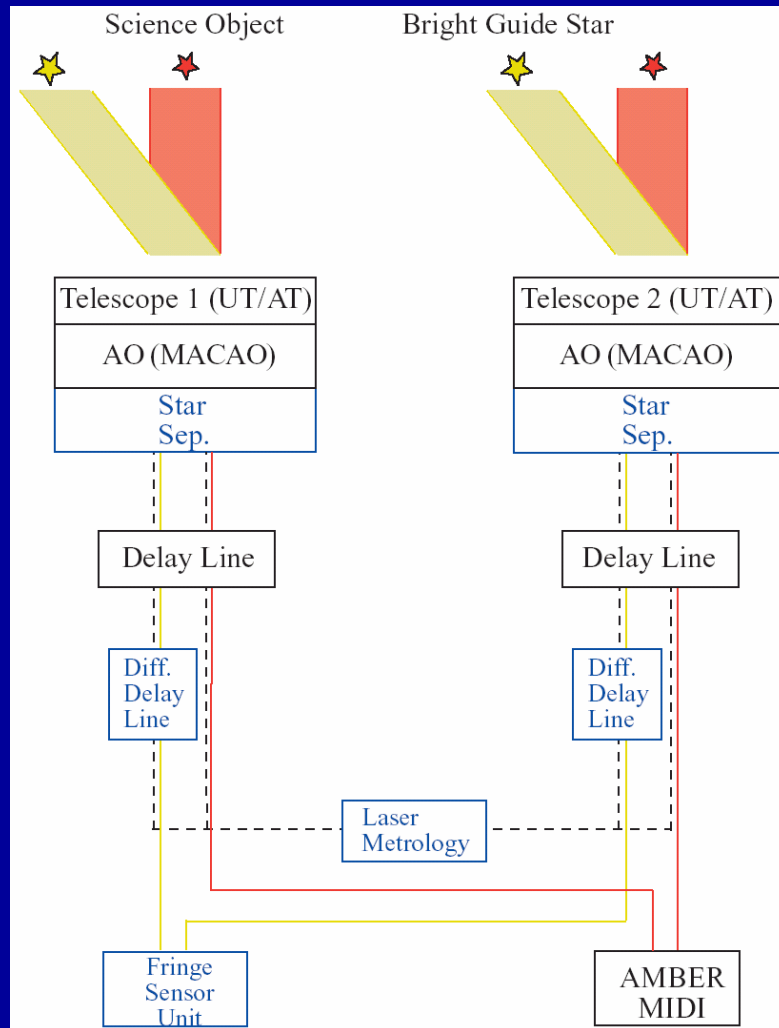 Science Object
Bright Guide Star
Telescope 1 (UT/AT)
AO (MACAO)
Star
Sep.
Telescope 2 (UT/AT)
AO (MACAO)
Star
Sep.
Delay Line
Delay Line
Diff.
Delay
Line
Diff.
Delay
Line
Laser
Metrology
Fringe
Sensor
Unit
AMBER
MIDI